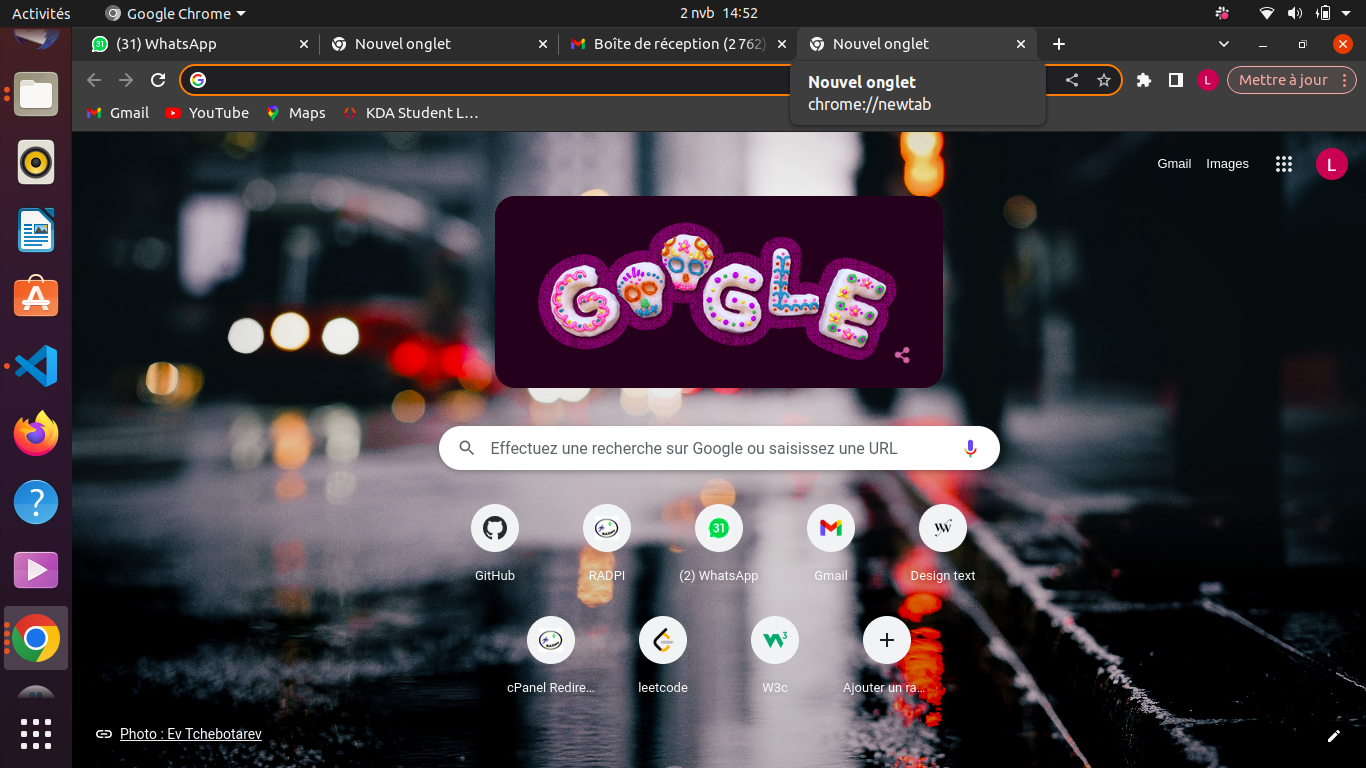 Activités
Google Chrome
2 nvb 14:52
(31) WhatsApp
Nouvel onglet
Boîte de réception (2 762)
Nouvel onglet
Nouvel onglet
chrome://newtab
L
Mettre à jour
Gmail
YouTube
Maps
KDA Student L…
Gmail
Images
L
GOOGLE
Effectuez une recherche sur Google ou saisissez une URL
31
GitHub
RADPI
(2) WhatsApp
Gmail
Design text
cPanel Redire…
leetcode
W3c
Ajouter un ra…
Photo : Ev Tchebotarev